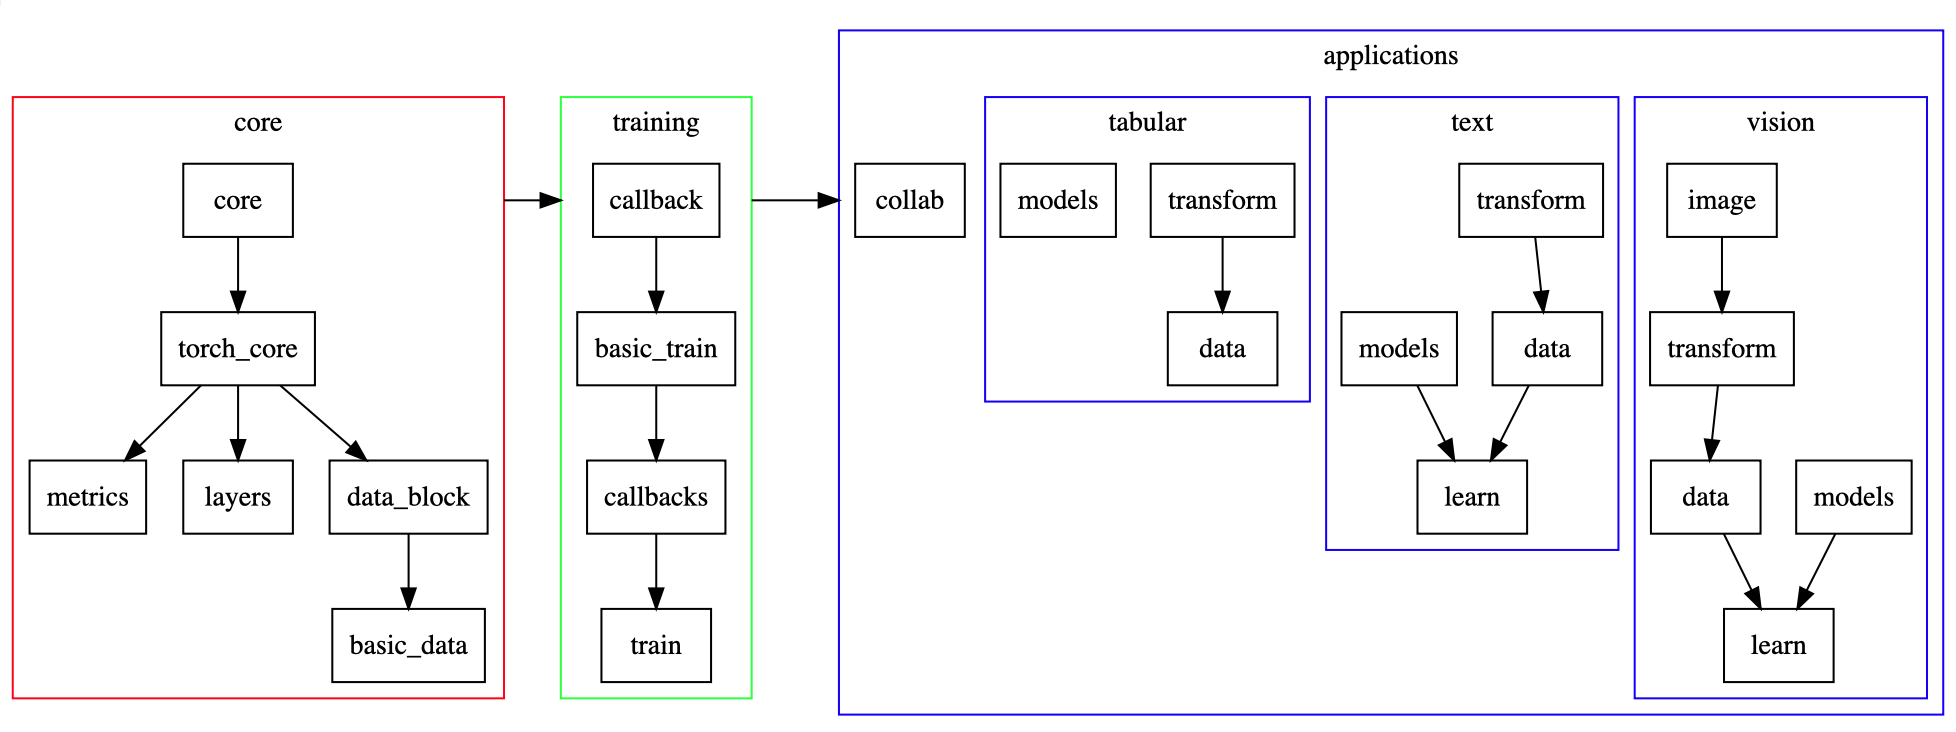 applications
core
training
tabular
text
vision
core
callback
collab
models
transform
transform
image
torch_core
basic_train
data
models
data
transform
metrics
layers
data_block
callbacks
learn
data
models
basic_data
train
learn